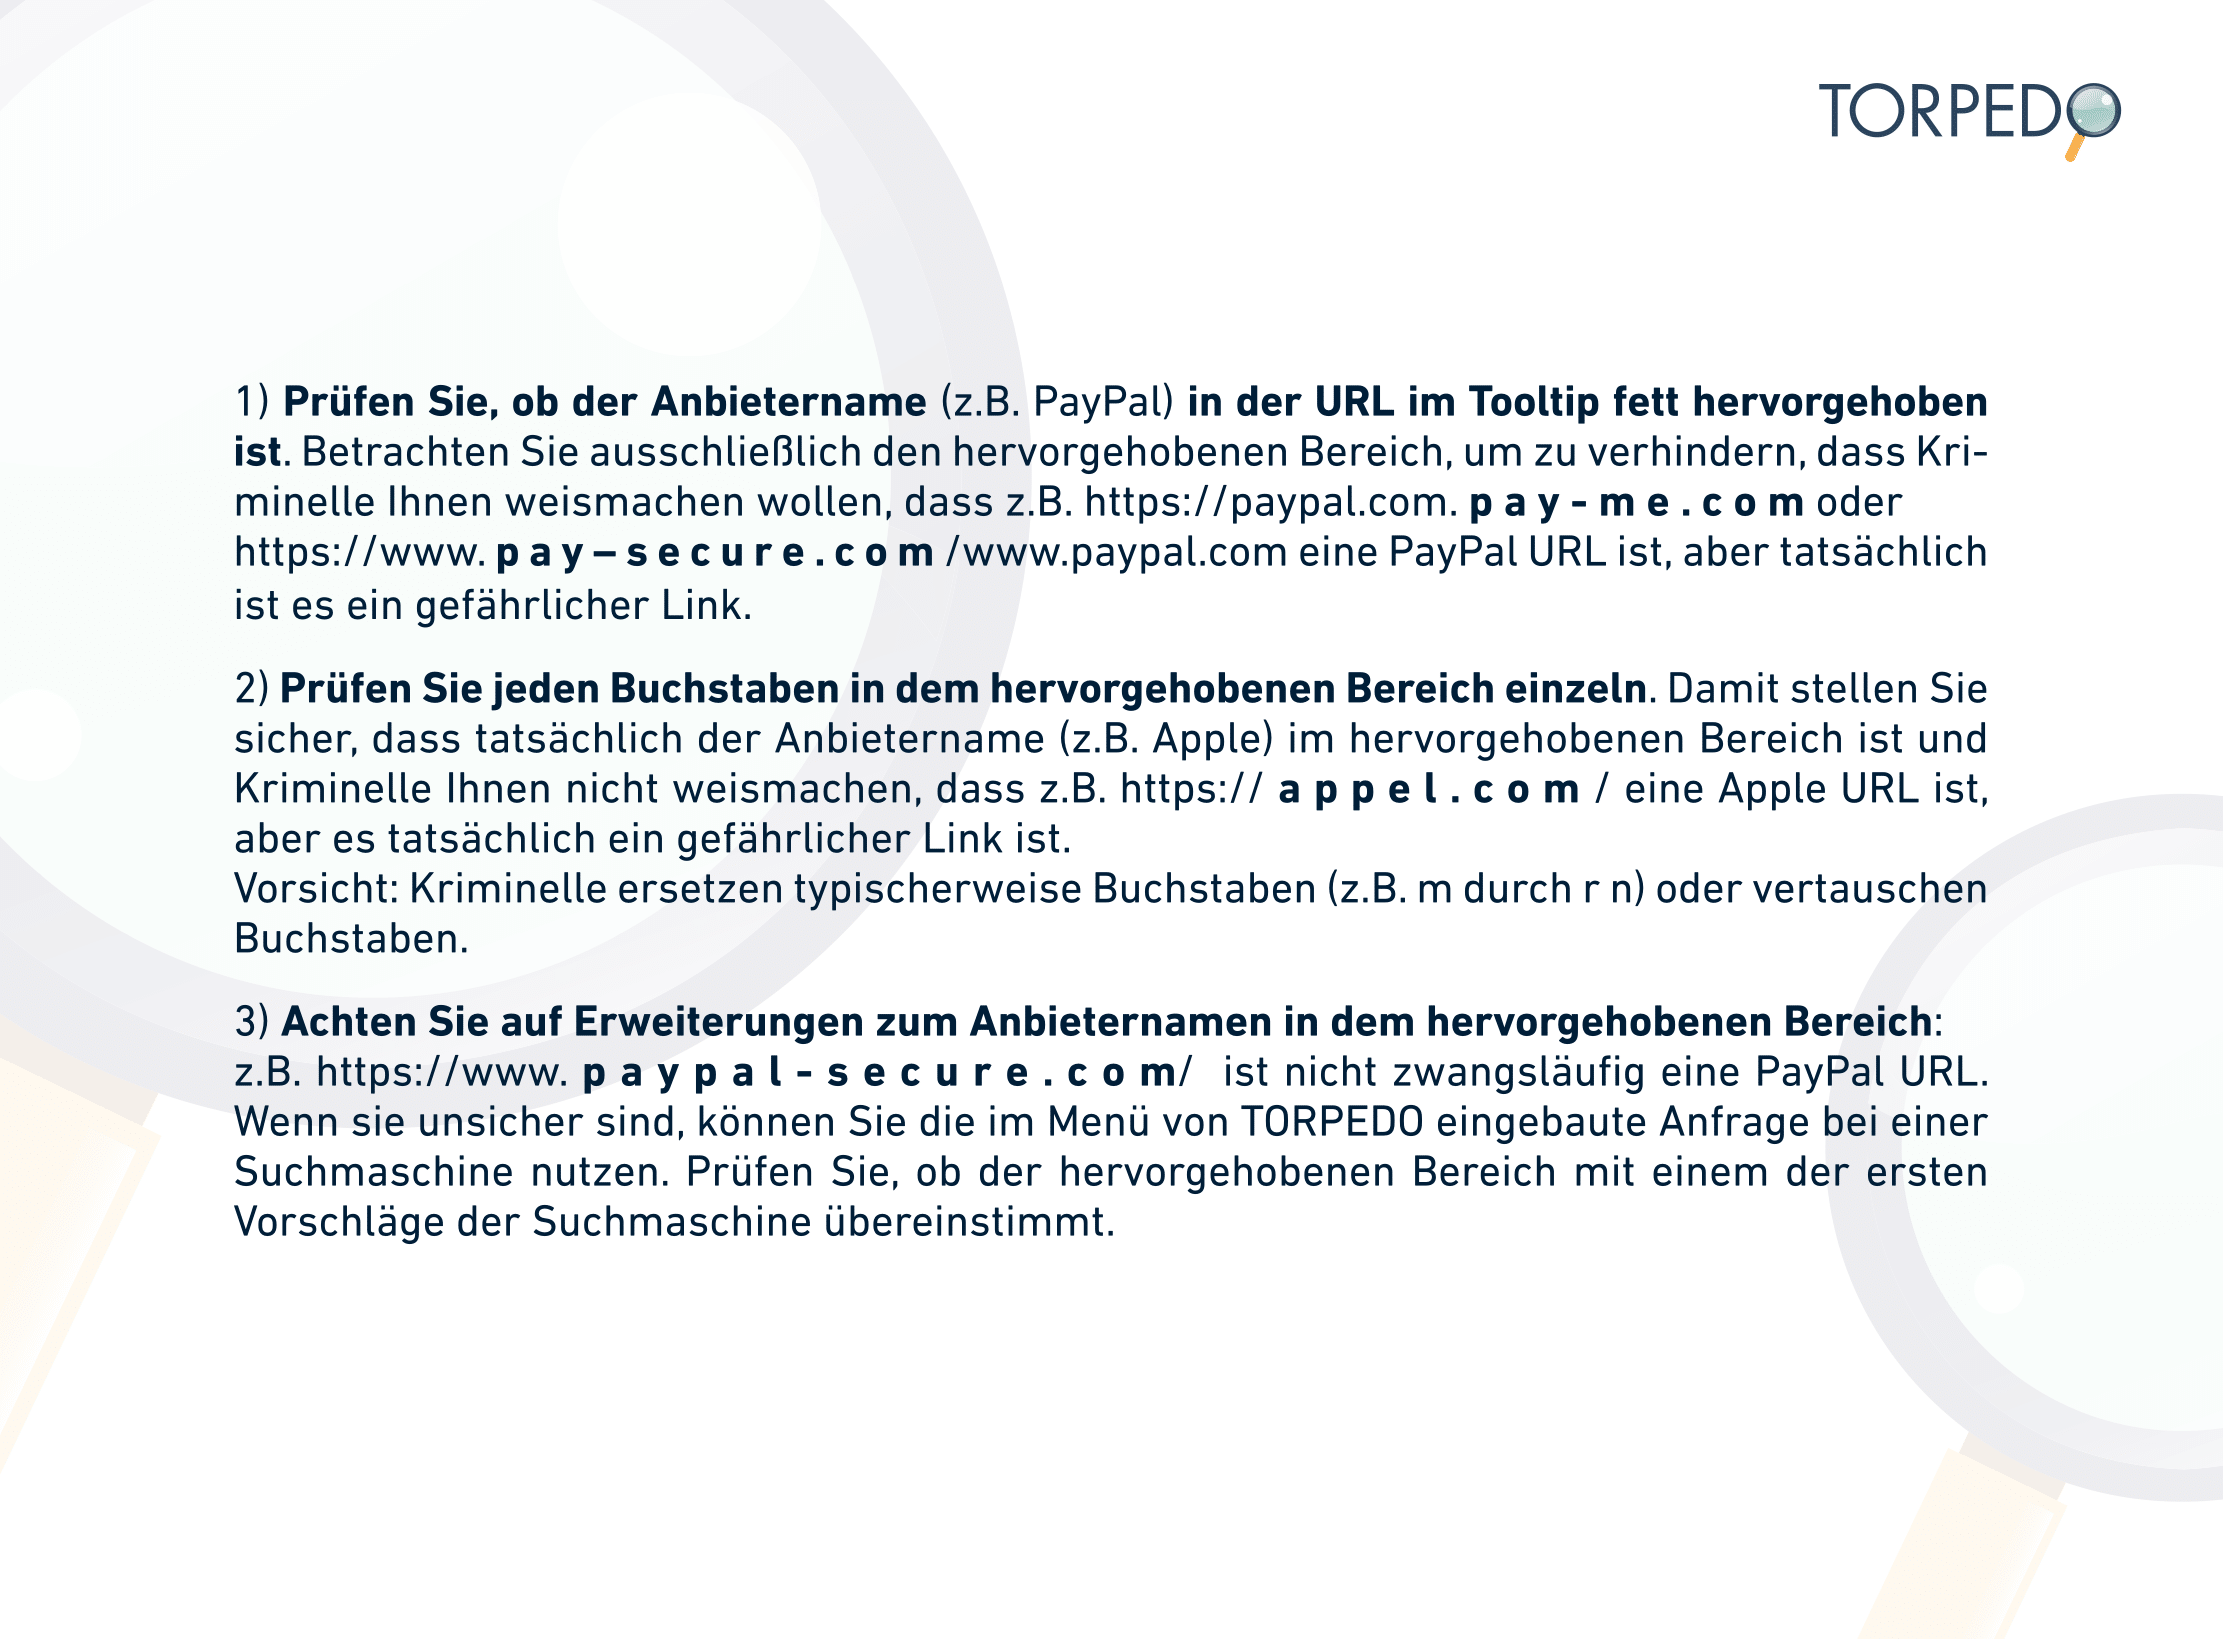 TORPEDO
1) Prüfen Sie, ob der Anbietername (z.B. PayPal) in der URL im Tooltip fett hervorgehoben
ist. Betrachten Sie ausschließlich den hervorgehobenen Bereich, um zu verhindern, dass Kri-
minelle Ihnen weismachen wollen, dass z.B. https://paypal.com. p a y - m e . c o m oder
https://www. p a y – s e c u r e . c o m /www.paypal.com eine PayPal URL ist, aber tatsächlich
ist es ein gefährlicher Link.
2) Prüfen Sie jeden Buchstaben in dem hervorgehobenen Bereich einzeln. Damit stellen Sie
sicher, dass tatsächlich der Anbietername (z.B. Apple) im hervorgehobenen Bereich ist und
Kriminelle Ihnen nicht weismachen, dass z.B. https:// a p p e l . c o m / eine Apple URL ist,
aber es tatsächlich ein gefährlicher Link ist.
Vorsicht: Kriminelle ersetzen typischerweise Buchstaben (z.B. m durch r n) oder vertauschen
Buchstaben.
3) Achten Sie auf Erweiterungen zum Anbieternamen in dem hervorgehobenen Bereich:
z.B. https://www. p a y p a l - s e c u r e . c o m/ ist nicht zwangsläufig eine PayPal URL.
Wenn sie unsicher sind, können Sie die im Menü von TORPEDO eingebaute Anfrage bei einer
Suchmaschine nutzen. Prüfen Sie, ob der hervorgehobenen Bereich mit einem der ersten
Vorschläge der Suchmaschine übereinstimmt.